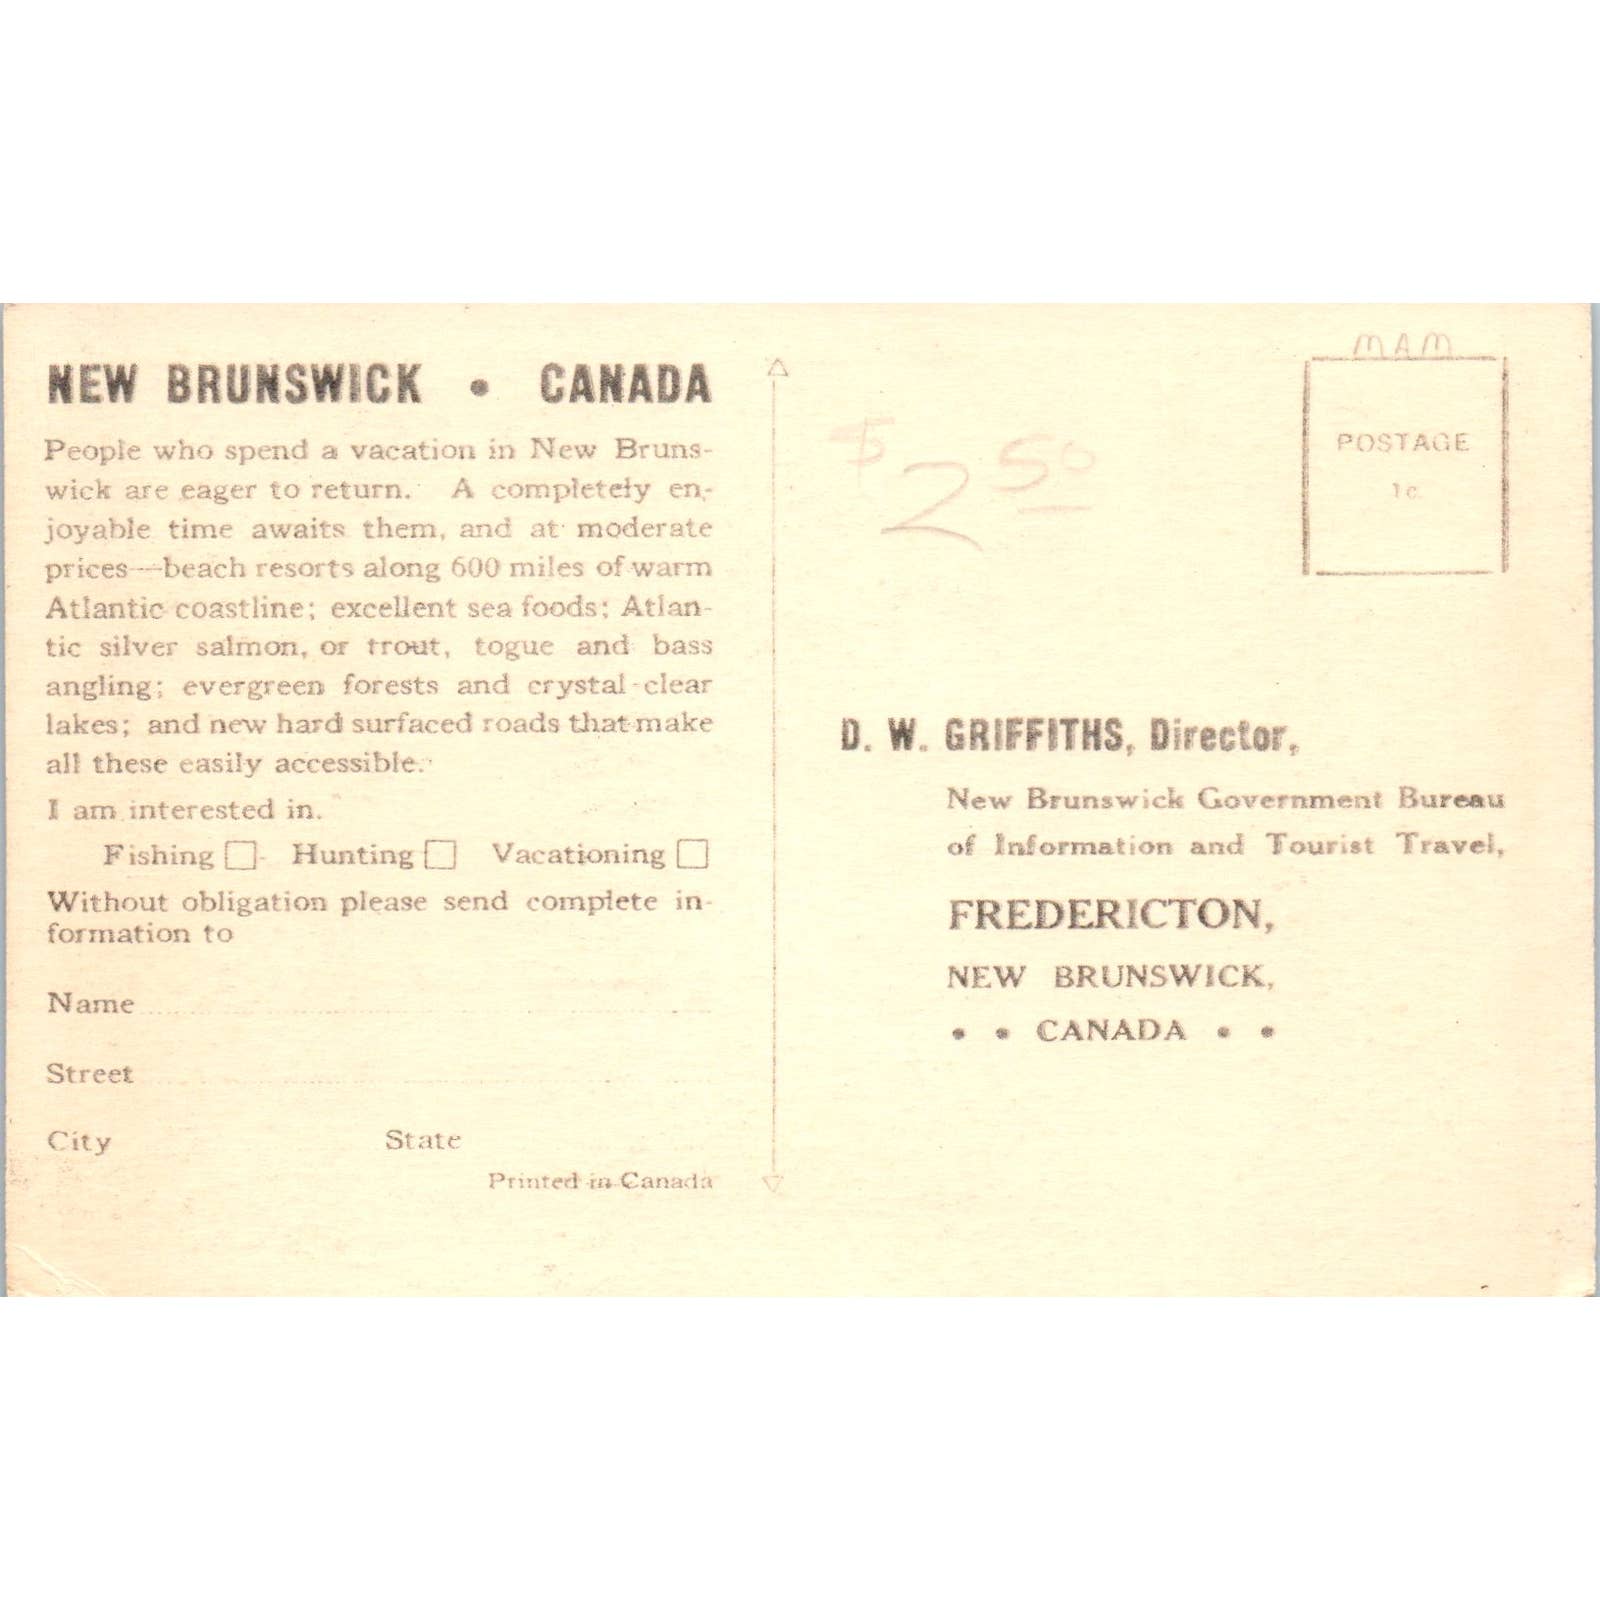 NEW BRUNSWICK • CANADA
People who spend a vacation in New Bruns-
wick are eager to return. A completely en-
joyable time awaits them, and at moderate
prices—beach resorts along 600 miles of warm
Atlantic coastline; excellent sea foods; Atlan-
tic silver salmon, or trout, togue and bass
angling; evergreen forests and crystal-clear
lakes; and new hard surfaced roads that make
all these easily accessible.
I am interested in.
Fishing □ Hunting □ Vacationing □
Without obligation please send complete in-
formation to
Name
Street
City State
Printed in Canada
MAM
POSTAGE
1c.
$2.50
D. W. GRIFFITHS, Director,
New Brunswick Government Bureau
of Information and Tourist Travel,
FREDERICTON,
NEW BRUNSWICK,
• • CANADA • •